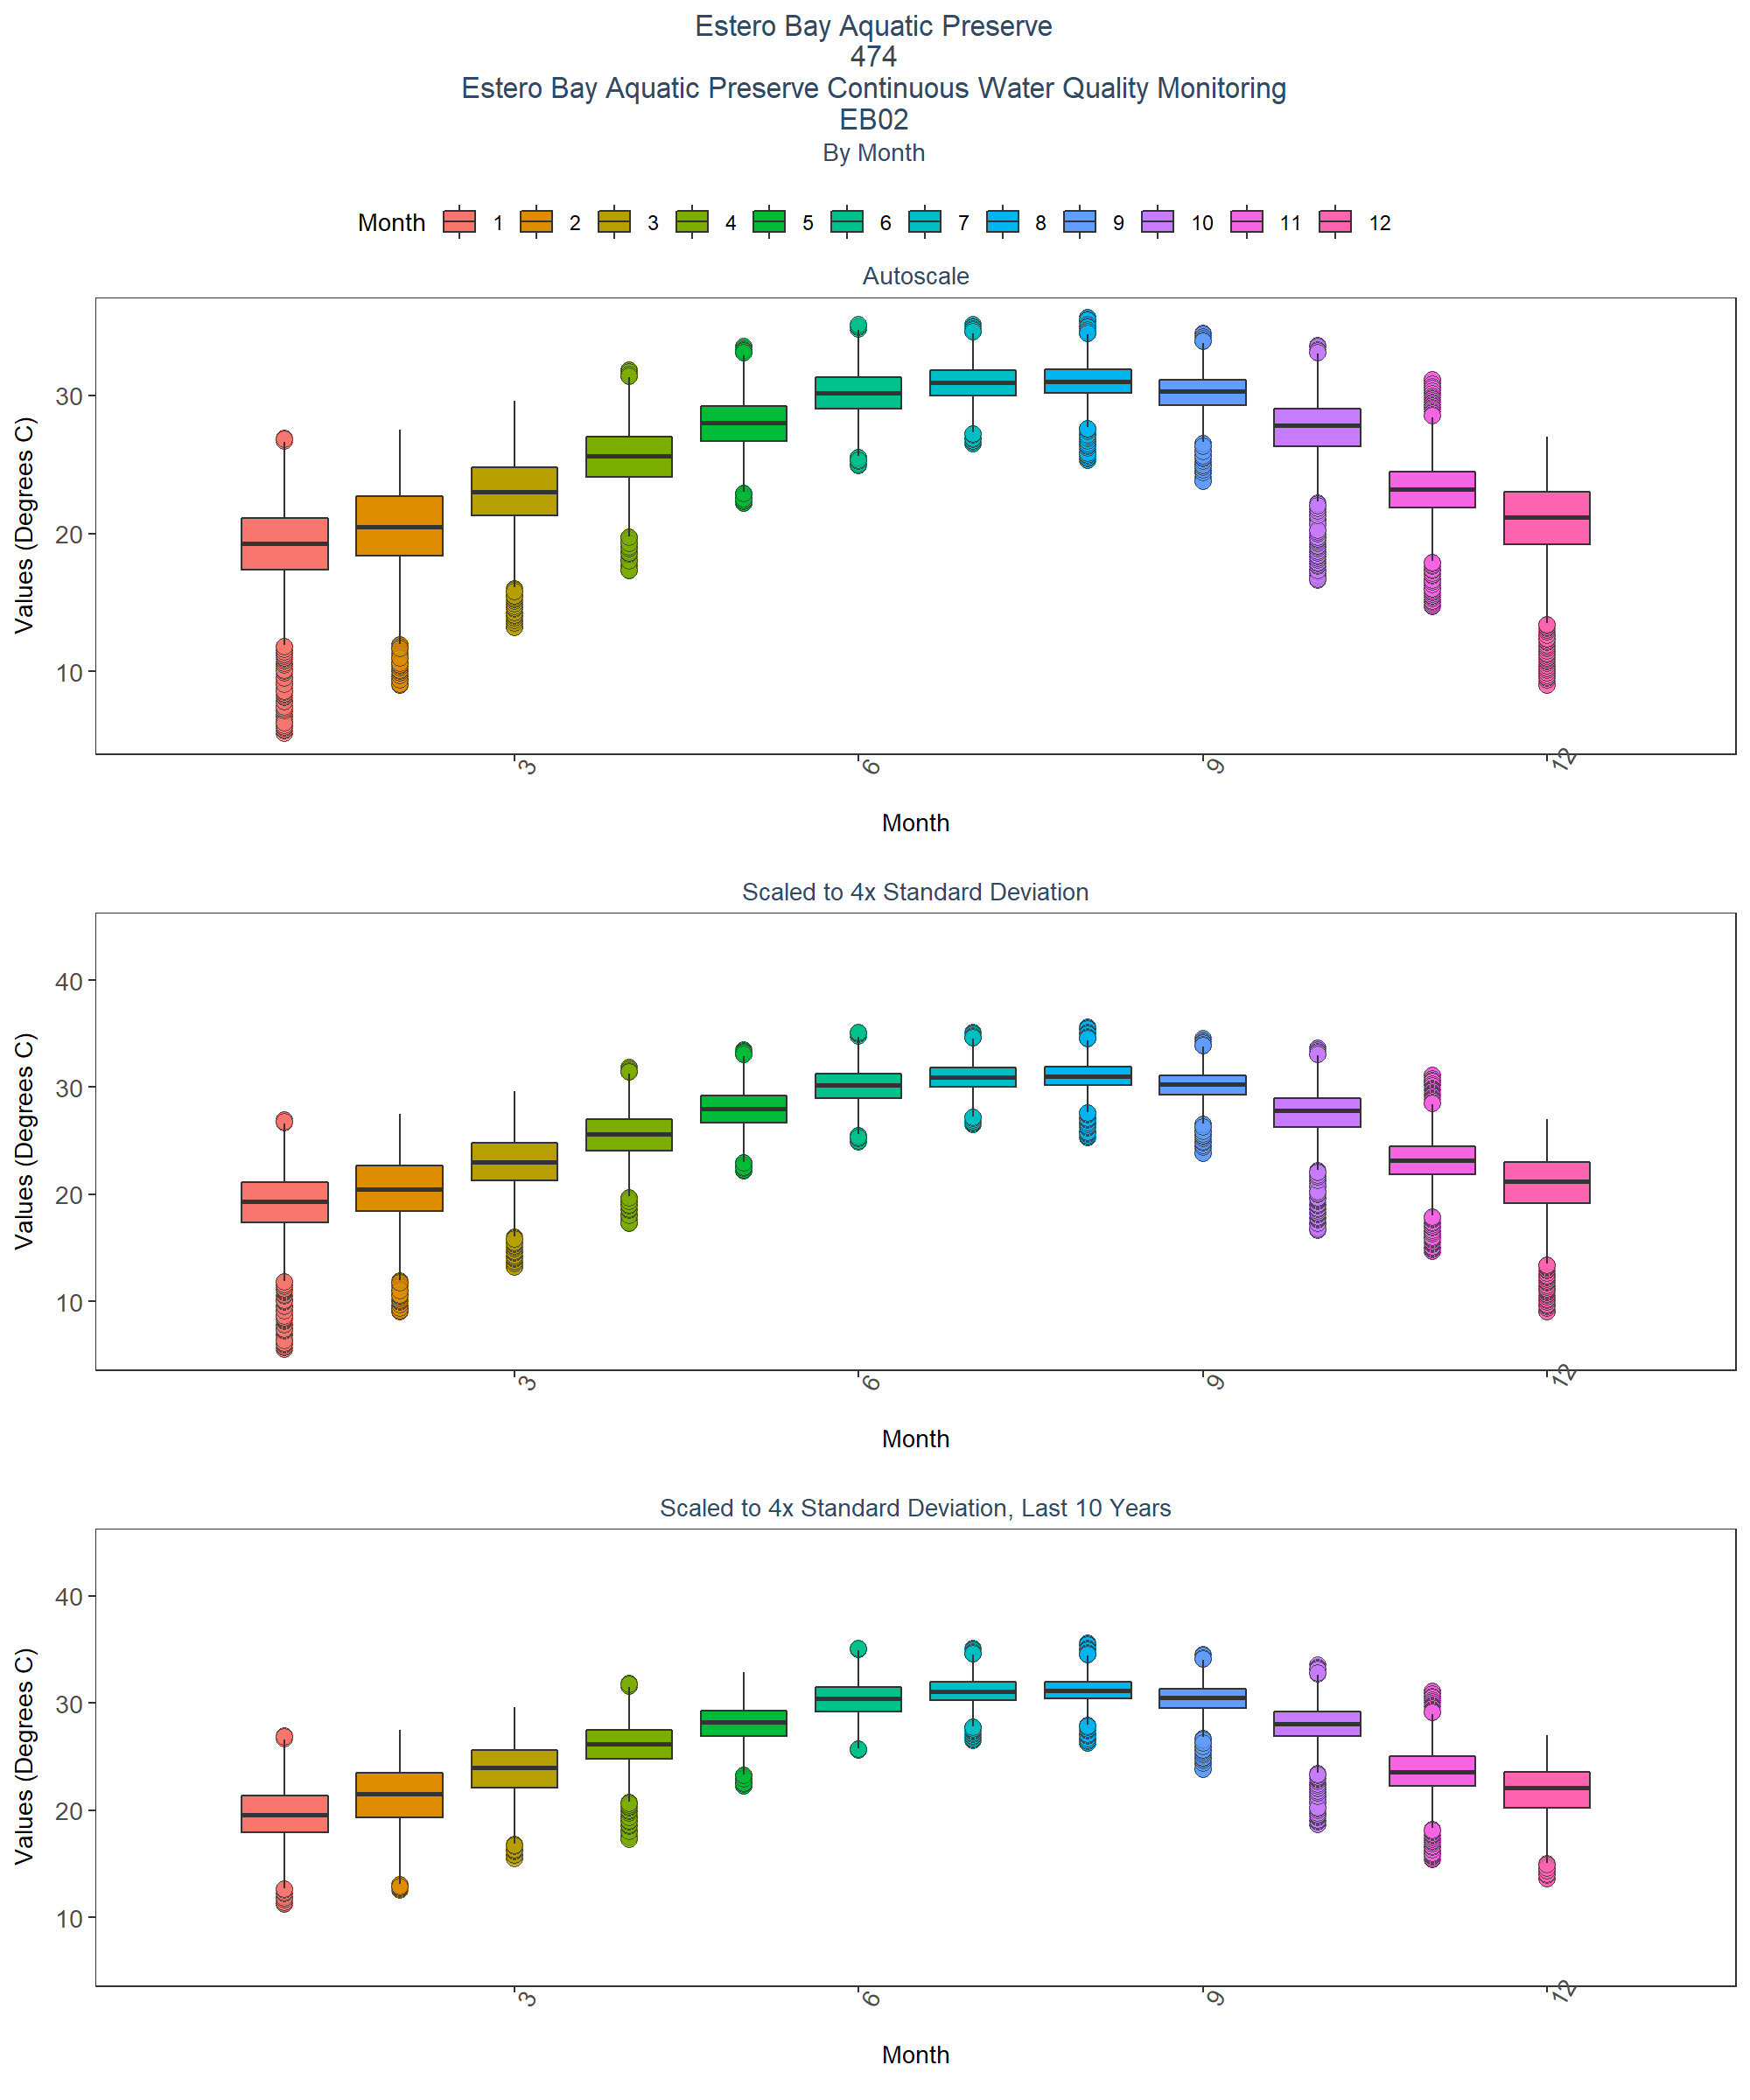 Estero Bay Aquatic Preserve
474
Estero Bay Aquatic Preserve Continuous Water Quality Monitoring
EB02
By Month
Month 1 2 3 4 5 6 7 8 9 10 11 12
Autoscale
Values (Degrees C)
30
20
10
3 6 9 12
Month
Scaled to 4x Standard Deviation
Values (Degrees C)
40
30
20
10
3 6 9 12
Month
Scaled to 4x Standard Deviation, Last 10 Years
Values (Degrees C)
40
30
20
10
3 6 9 12
Month